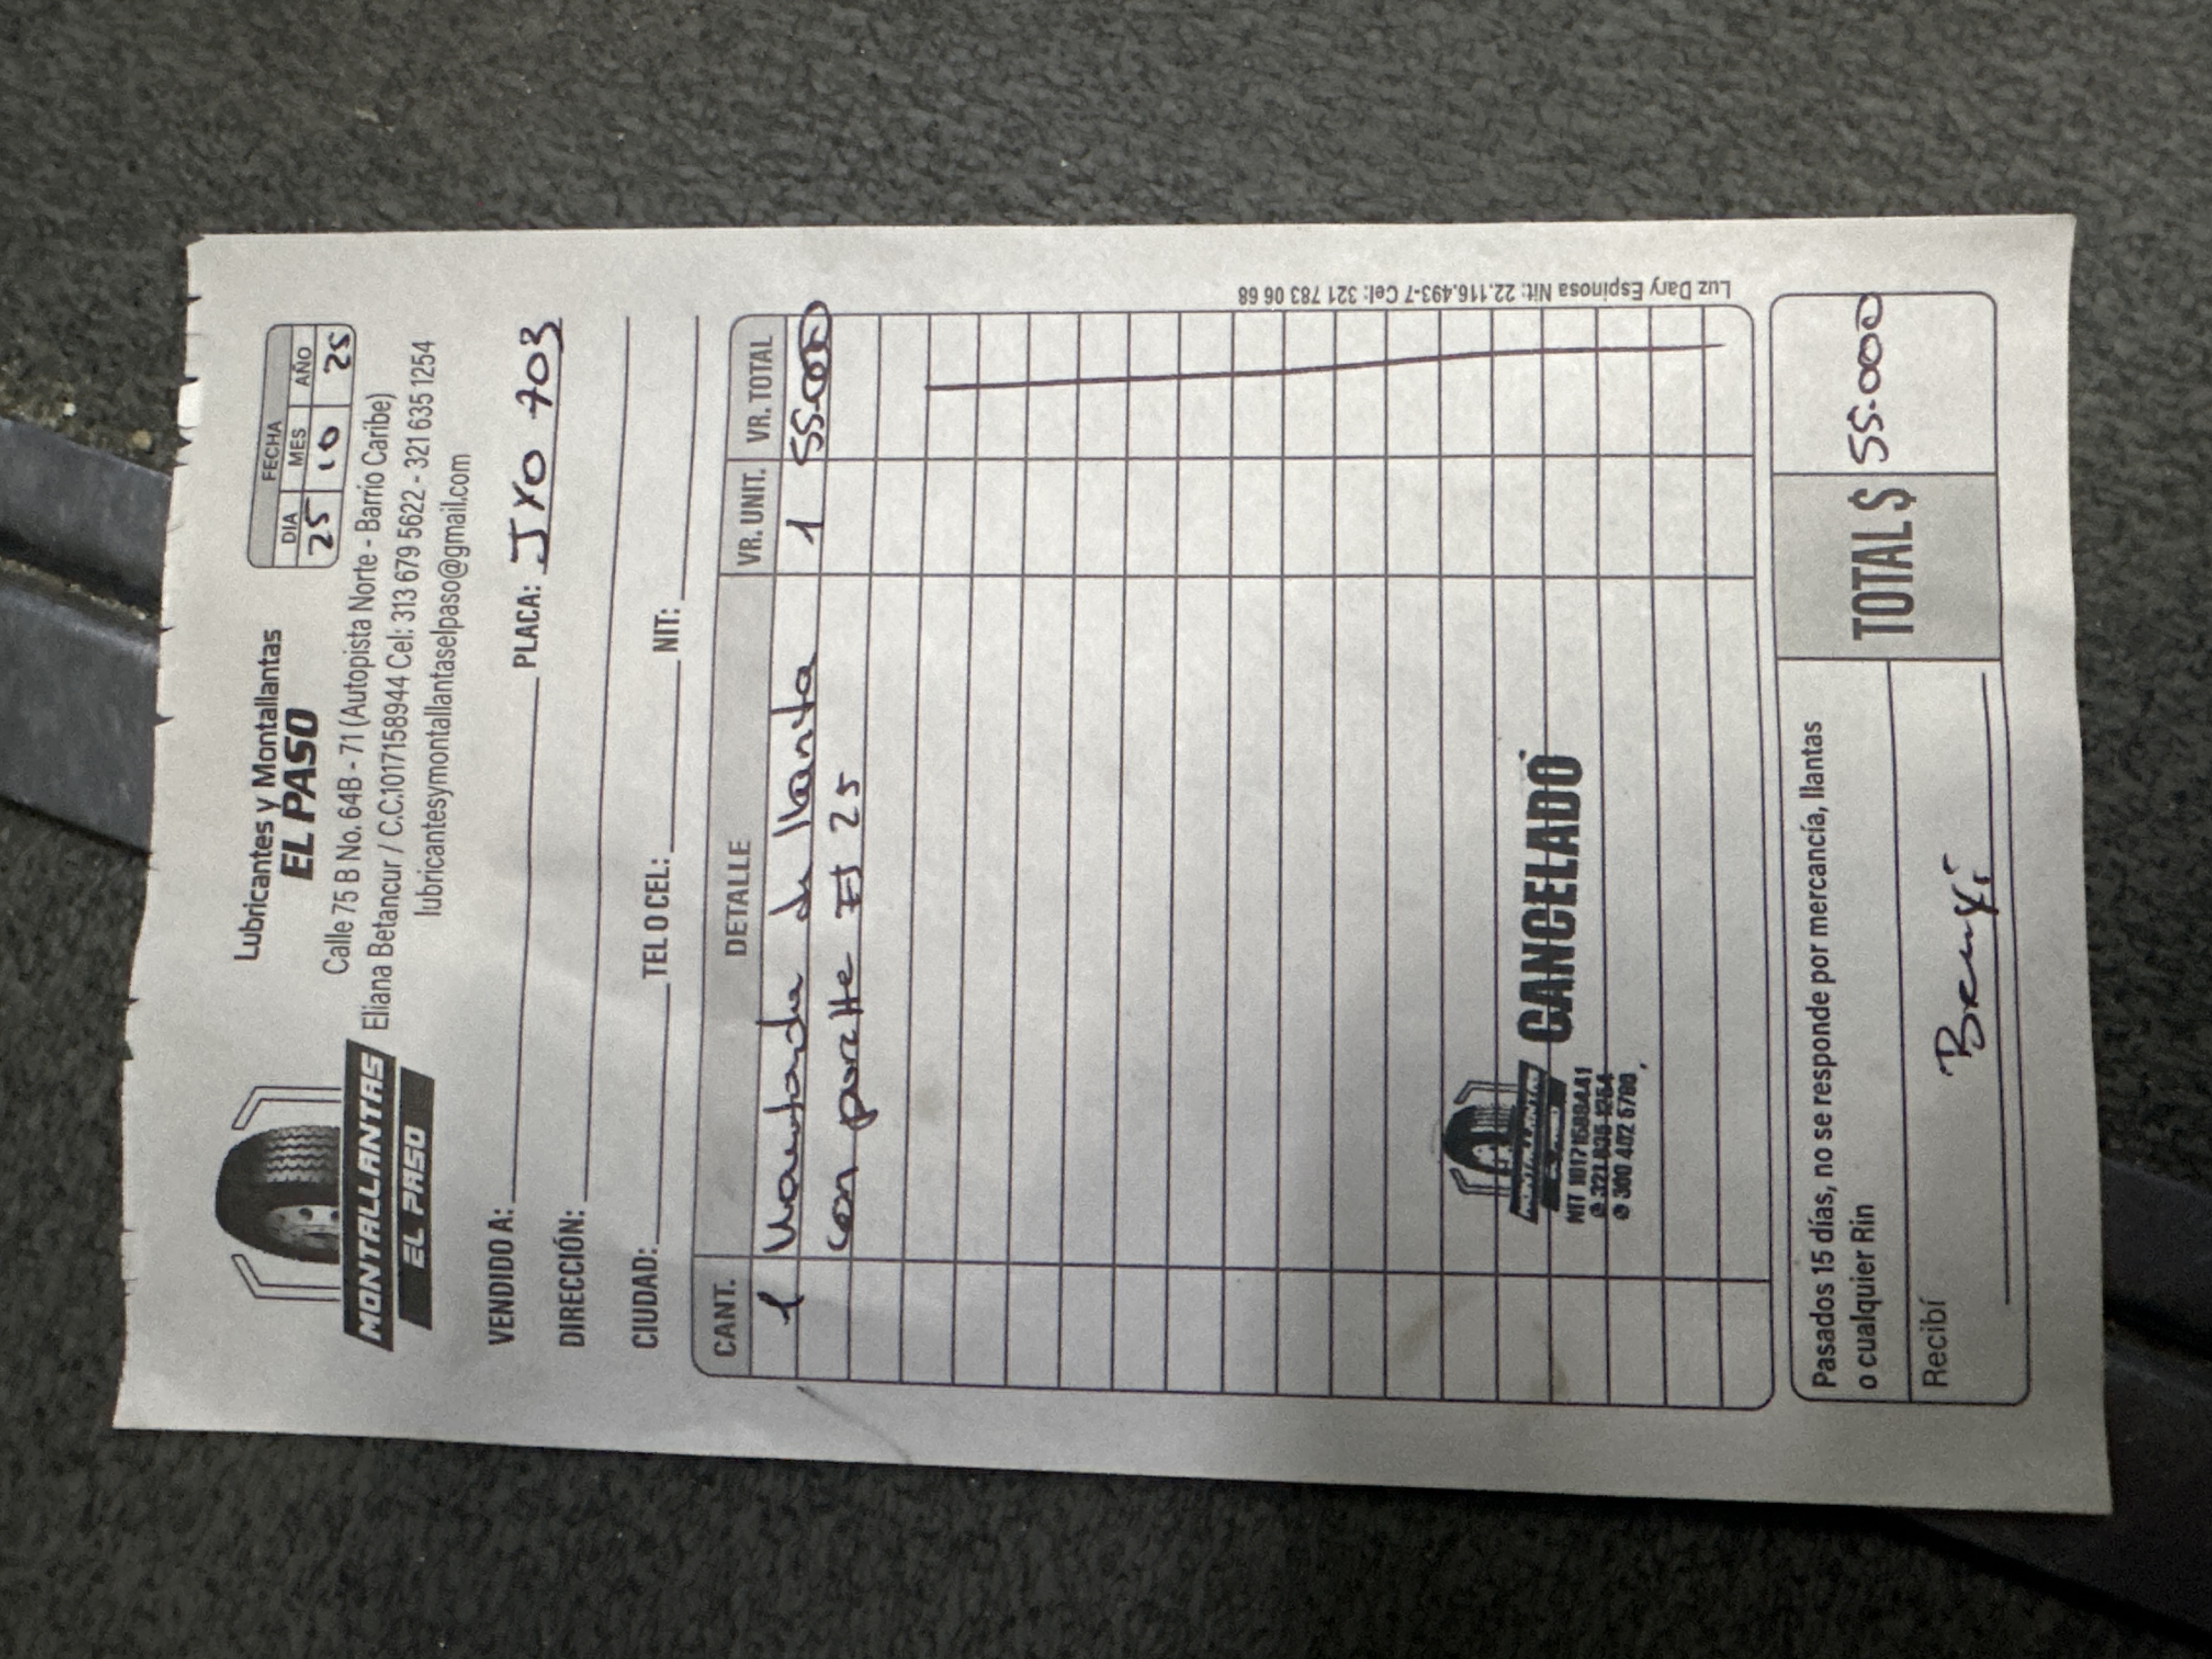 MONTALLANTAS
EL PASO
Lubricantes y Montallantas
EL PASO
FECHA
DIA MES AÑO
25 10 25
Calle 75 B No. 64B - 71 (Autopista Norte - Barrio Caribe)
Eliana Betancur / C.C.1017158944 Cel: 313 679 5622 - 321 635 1254
lubricantesymontallantaselpaso@gmail.com
VENDIDO A: PLACA: JYO 703
DIRECCIÓN:
CIUDAD: TEL O CEL: NIT:
CANT. DETALLE VR. UNIT. VR. TOTAL
1 Montada de llanta 1 55.000
con parche 25
CANCELADO
Luz Dary Espinosa Nit: 22.116.493-7 Cel: 321 783 06 68
Pasados 15 días, no se responde por mercancía, llantas
o cualquier Rin
TOTAL $ 55.000
Recibí